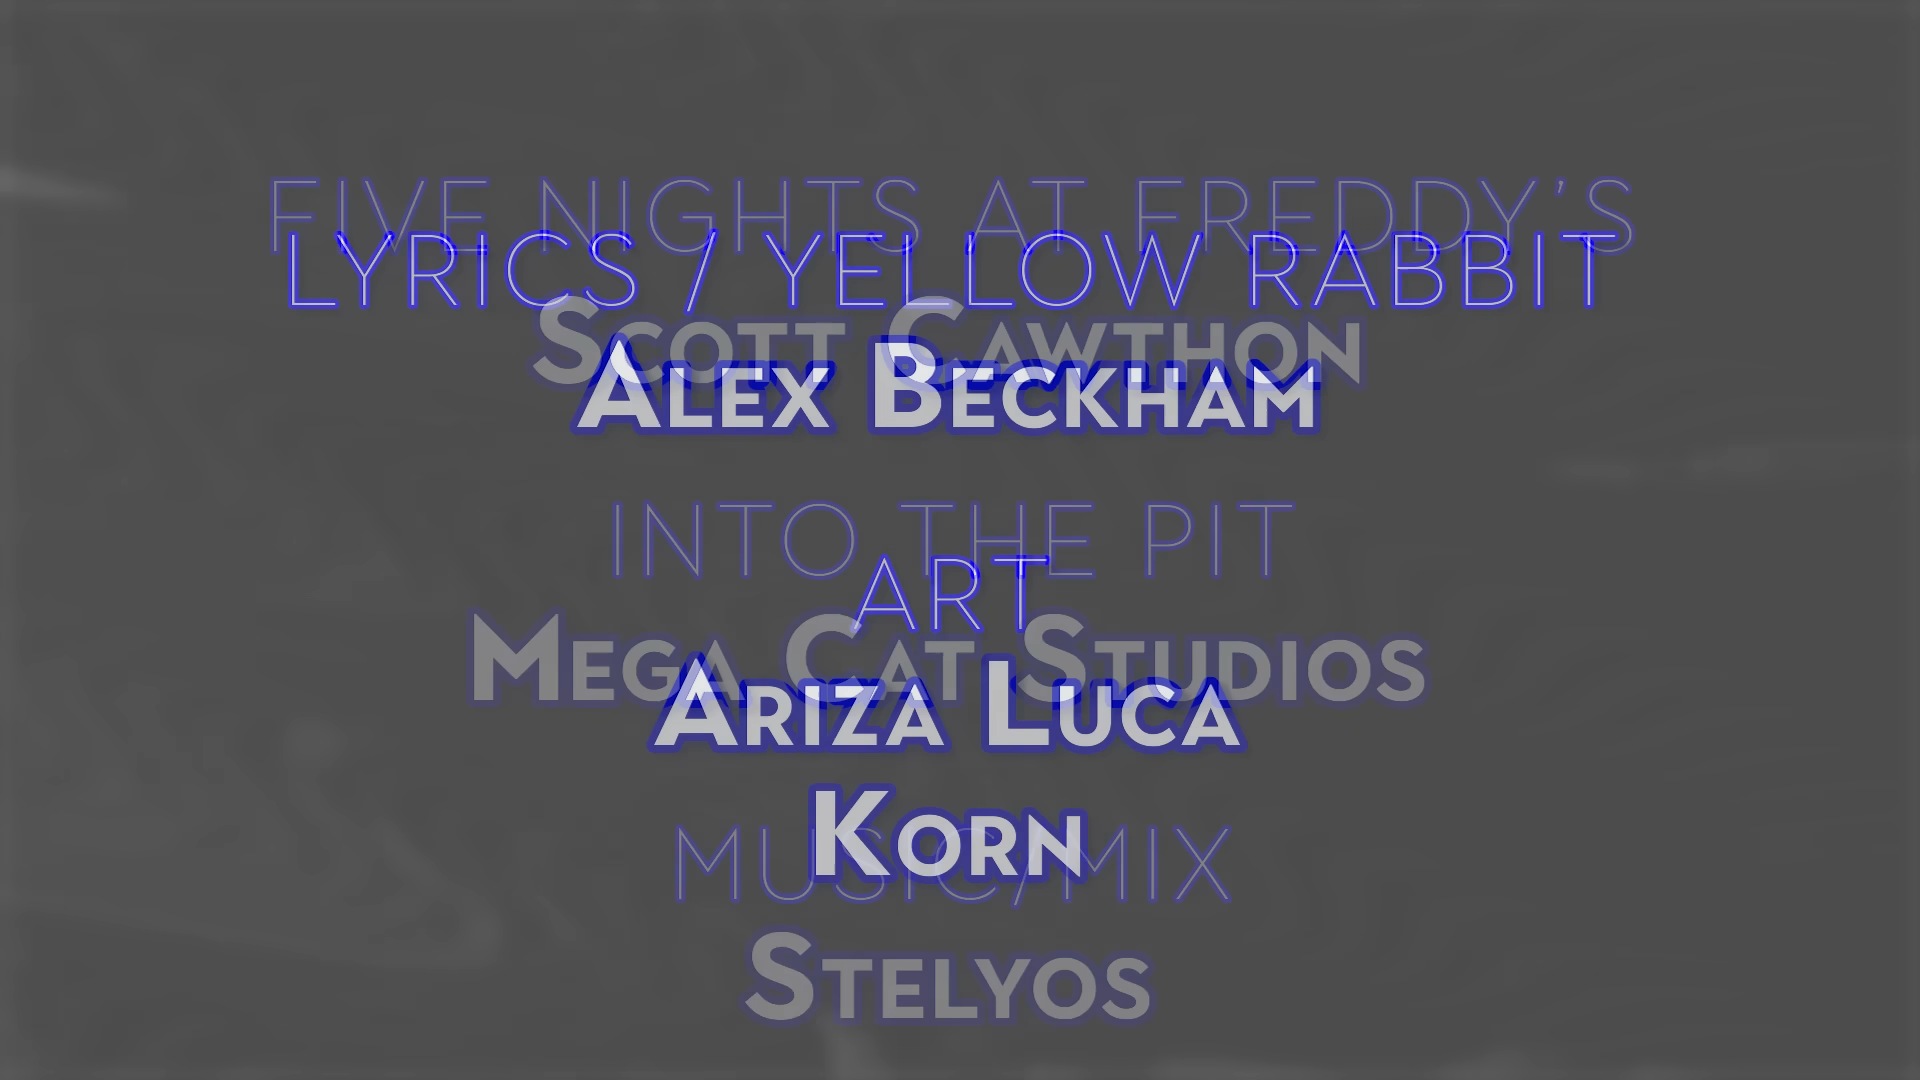 FIVE NIGHTS AT FREDDY'S
LYRICS / YELLOW RABBIT
SCOTT CAWTHON
ALEX BECKHAM
INTO THE PIT
ART
MEGA CAT STUDIOS
ARIZA LUCA
KORN
MUSIC/MIX
STELYOS